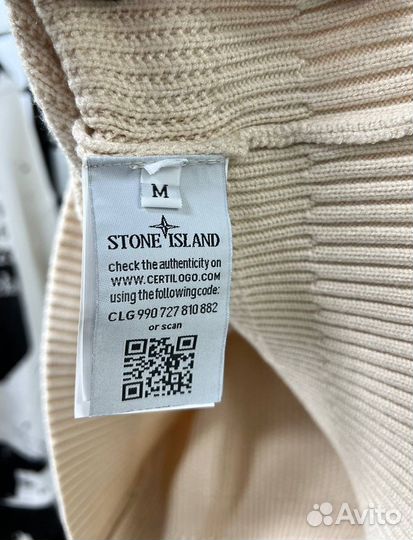 M
STONE ISLAND
check the authenticity on
WWW.CERTILOGO.COM
using the following code:
CLG 990 727 810 882
or scan
Avito